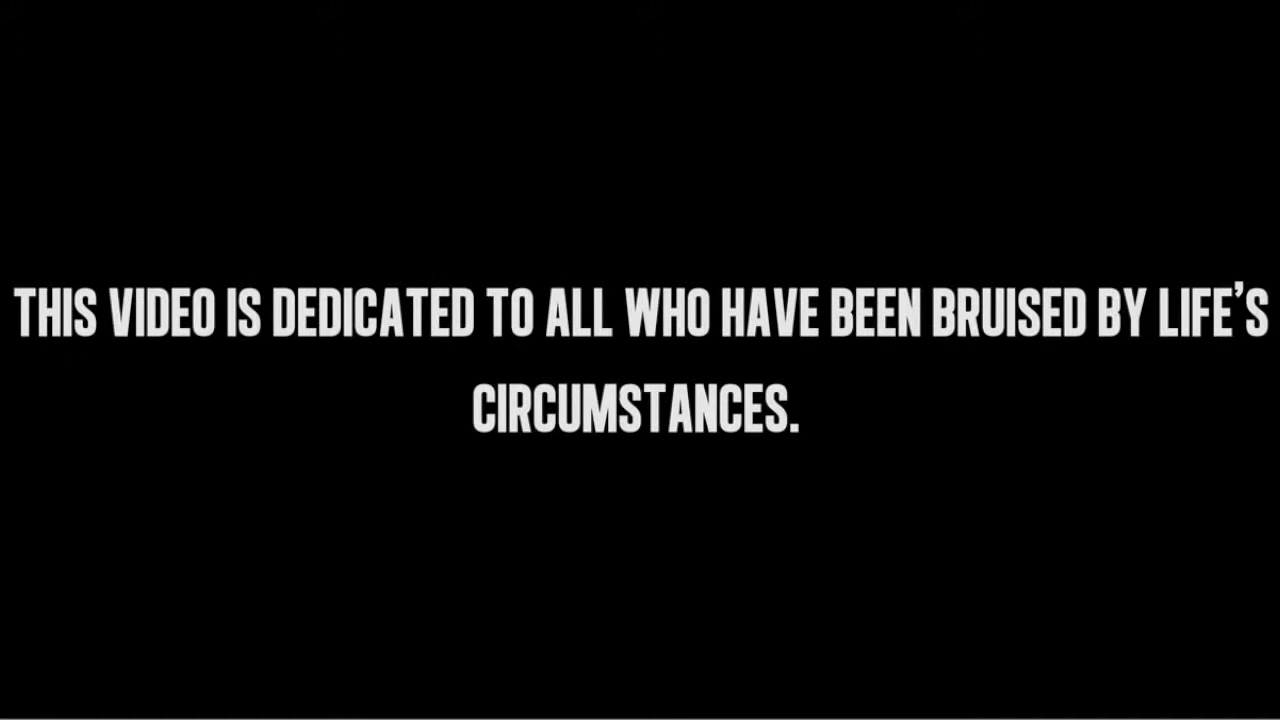 THIS VIDEO IS DEDICATED TO ALL WHO HAVE BEEN BRUISED BY LIFE’S
CIRCUMSTANCES.